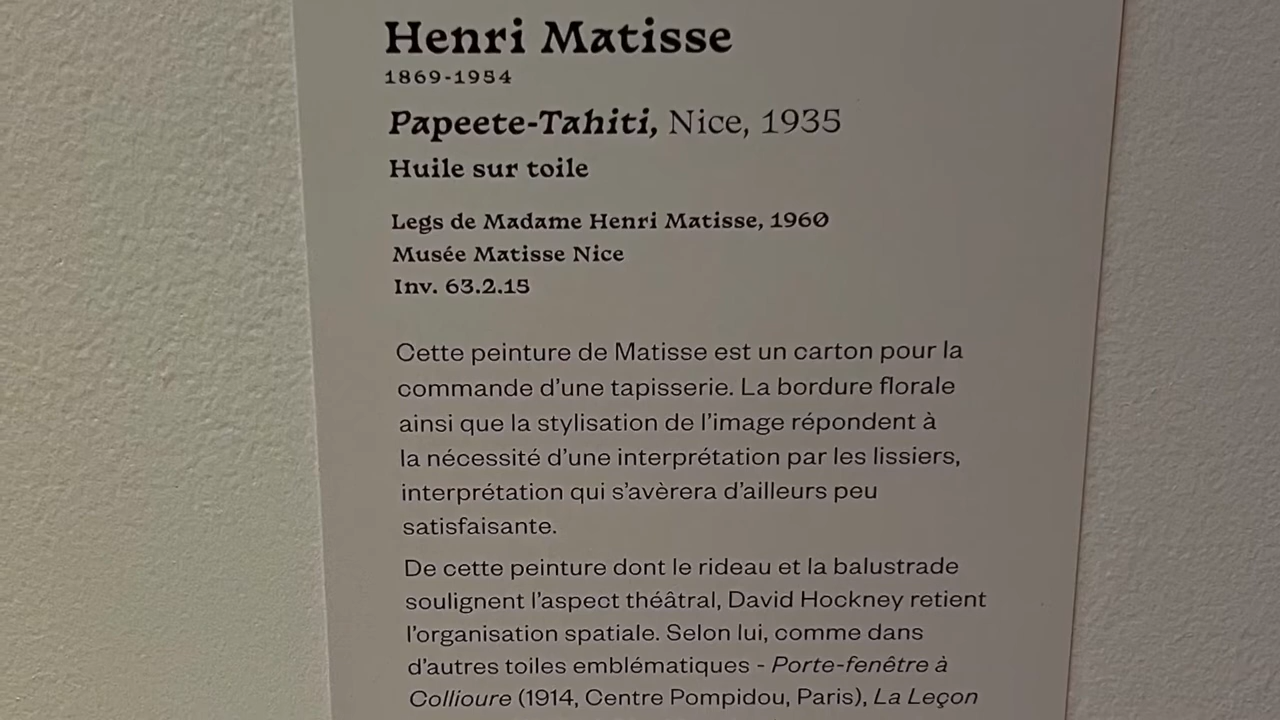 Henri Matisse
1869-1954
Papeete-Tahiti, Nice, 1935
Huile sur toile
Legs de Madame Henri Matisse, 1960
Musée Matisse Nice
Inv. 63.2.15
Cette peinture de Matisse est un carton pour la
commande d’une tapisserie. La bordure florale
ainsi que la stylisation de l’image répondent à
la nécessité d’une interprétation par les lissiers,
interprétation qui s’avèrera d’ailleurs peu
satisfaisante.
De cette peinture dont le rideau et la balustrade
soulignent l’aspect théâtral, David Hockney retient
l’organisation spatiale. Selon lui, comme dans
d’autres toiles emblématiques - Porte-fenêtre à
Collioure (1914, Centre Pompidou, Paris), La Leçon